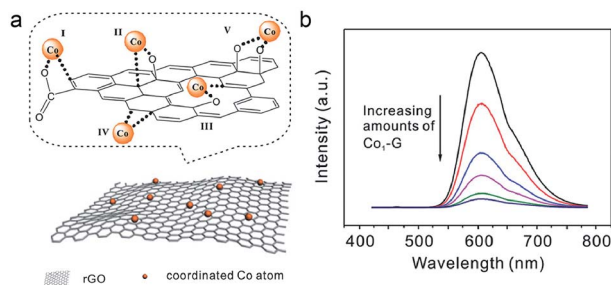 a
I
II
V
Co
Co
Co
O
O
O
O
Co
C
O
O
III
IV
Co
rGO
coordinated Co atom
b
Intensity (a.u.)
Increasing
amounts of
Co₁-G
400 500 600 700 800
Wavelength (nm)